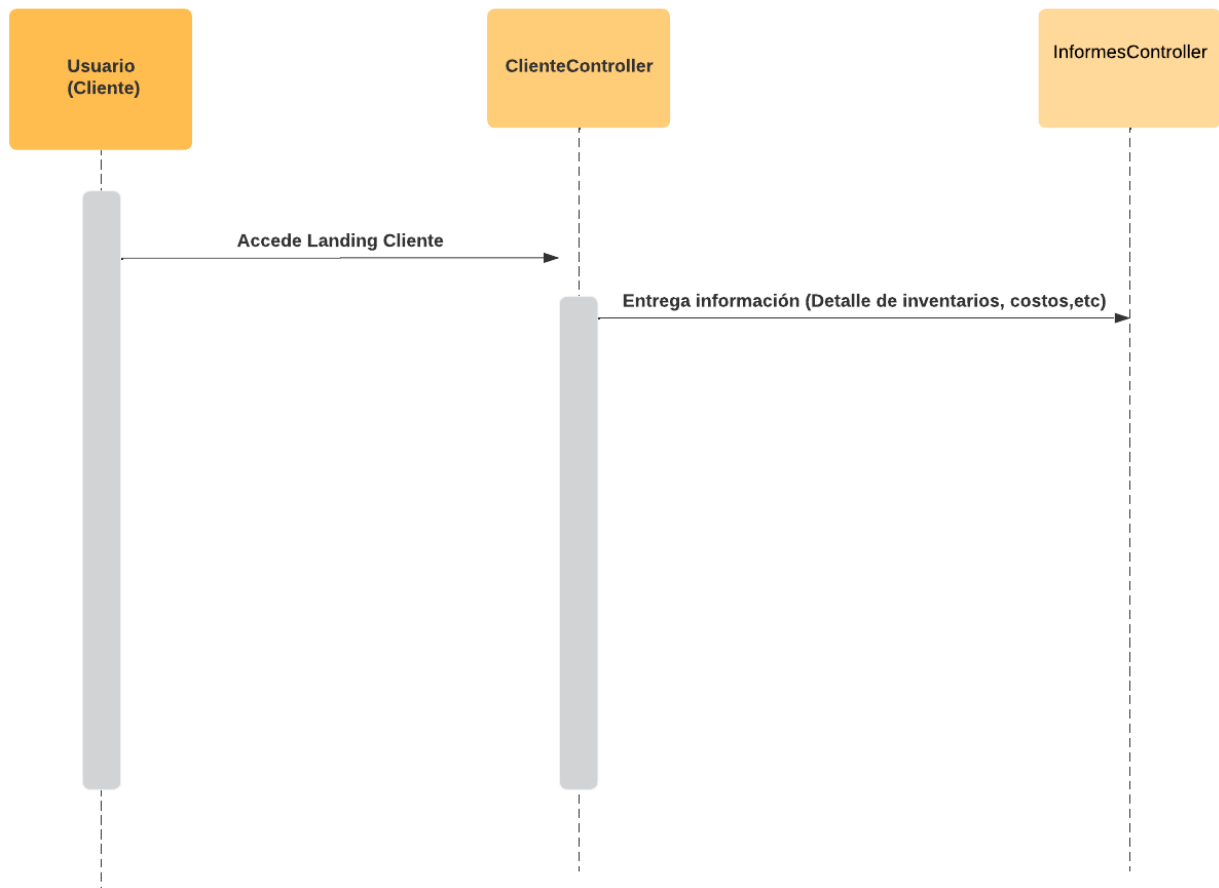 Usuario
(Cliente)
ClienteController
InformesController
Accede Landing Cliente
Entrega información (Detalle de inventarios, costos,etc)